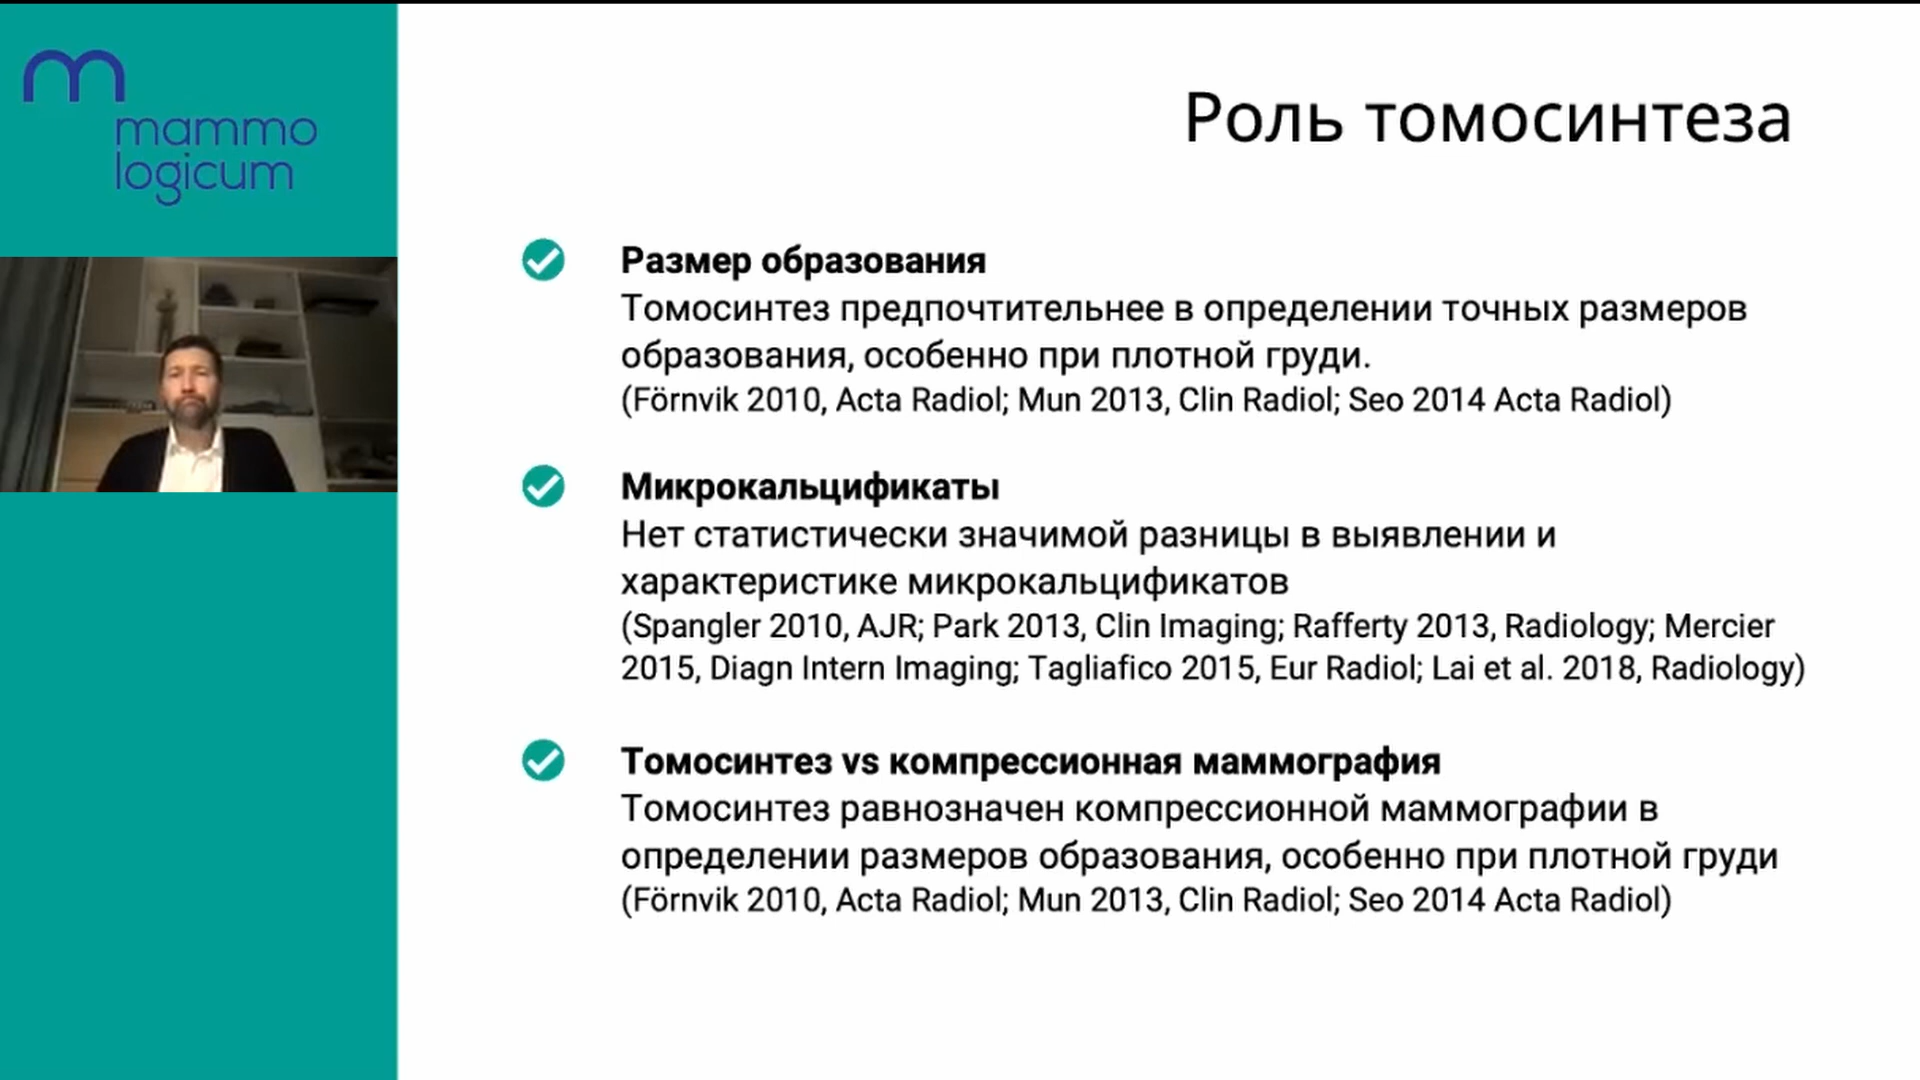 mammo
logicum
Роль томосинтеза
Размер образования
Томосинтез предпочтительнее в определении точных размеров
образования, особенно при плотной груди.
(Förnvik 2010, Acta Radiol; Mun 2013, Clin Radiol; Seo 2014 Acta Radiol)
Микрокальцификаты
Нет статистически значимой разницы в выявлении и
характеристике микрокальцификатов
(Spangler 2010, AJR; Park 2013, Clin Imaging; Rafferty 2013, Radiology; Mercier
2015, Diagn Intern Imaging; Tagliafico 2015, Eur Radiol; Lai et al. 2018, Radiology)
Томосинтез vs компрессионная маммография
Томосинтез равнозначен компрессионной маммографии в
определении размеров образования, особенно при плотной груди
(Förnvik 2010, Acta Radiol; Mun 2013, Clin Radiol; Seo 2014 Acta Radiol)